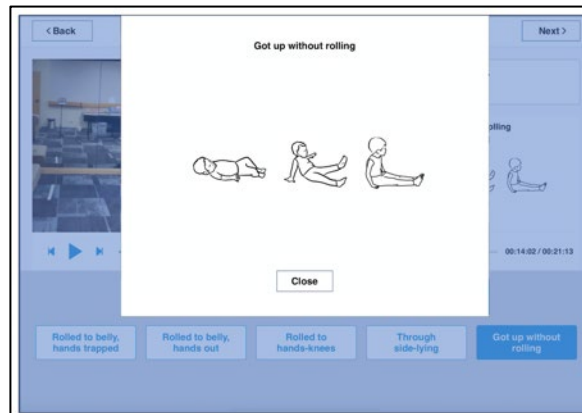 < Back
Next >
Got up without rolling
olling
00:14:02 / 00:21:13
Close
Rolled to belly,
hands trapped
Rolled to belly,
hands out
Rolled to
hands-knees
Through
side-lying
Got up without
rolling